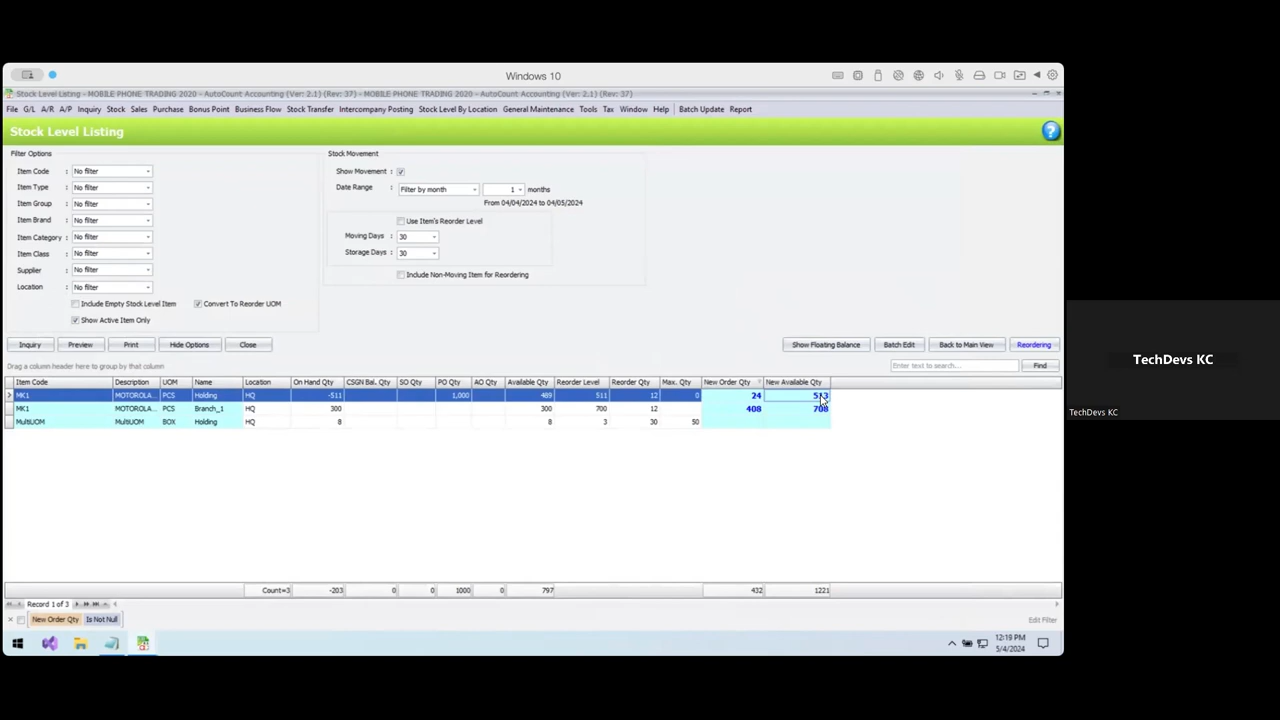 Windows 10
Stock Level Listing - MOBILE PHONE TRADING 2020 - AutoCount Accounting (Ver: 2.1) (Rev: 37) - MOBILE PHONE TRADING 2020 - AutoCount Accounting (Ver: 2.1) (Rev: 37)
File G/L A/R A/P Inquiry Stock Sales Purchase Bonus Point Business Flow Stock Transfer Intercompany Posting Stock Level By Location General Maintenance Tools Tax Window Help Batch Update Report
Stock Level Listing
Filter Options
Item Code : No filter
Item Type : No filter
Item Group : No filter
Item Brand : No filter
Item Category : No filter
Item Class : No filter
Supplier : No filter
Location : No filter
Include Empty Stock Level Item Convert To Reorder UOM
Show Active Item Only
Stock Movement
Show Movement :
Date Range : Filter by month 1 months
From 04/04/2024 to 04/05/2024
Use Item's Reorder Level
Moving Days : 30
Storage Days : 30
Include Non-Moving Item for Reordering
Inquiry Preview Print Hide Options Close Show Floating Balance Batch Edit Back to Main View Reordering
Drag a column header here to group by that column Enter text to search... Find
Item Code Description UOM Name Location On Hand Qty CSGN Bal. Qty SO Qty PO Qty AO Qty Available Qty Reorder Level Reorder Qty Max. Qty New Order Qty New Available Qty
MK1 MOTOROLA... PCS Holding HQ -511 1,000 489 511 12 0 24 513
MK1 MOTOROLA... PCS Branch_1 HQ 300 300 700 12 408 708
MultiUOM MultiUOM BOX Holding HQ 8 8 3 30 50
Count=3 -203 0 0 1000 0 797 432 1221
Record 1 of 3
New Order Qty Is Not Null Edit Filter
12:19 PM
5/4/2024
TechDevs KC
TechDevs KC